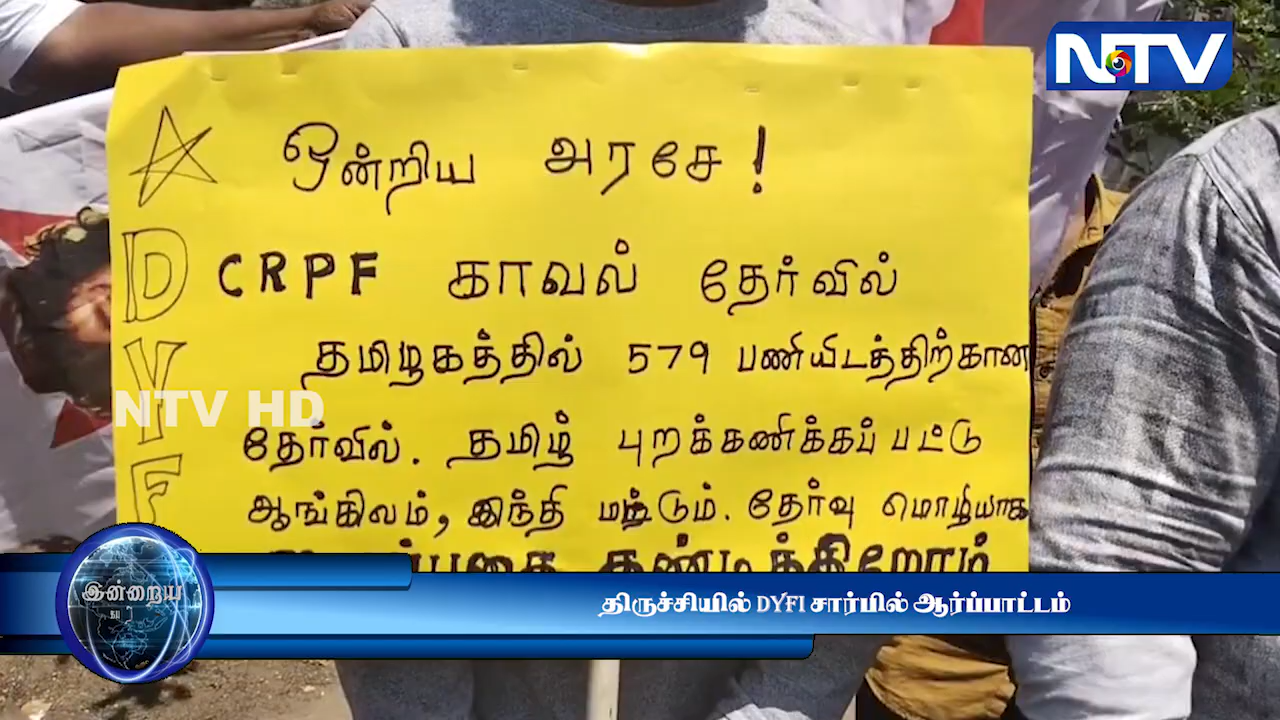 NTV
ஒன்றிய அரசே!
D CRPF காவல் தேர்வில்
Y தமிழகத்தில் 579 பணியிடத்திற்கான
NTV HD
தேர்வில். தமிழ் புறக்கணிக்கப்பட்டு
F ஆங்கிலம், இந்தி மட்டும். தேர்வு மொழியாக
கண்டிக்கிறோம்
இன்றைய
திருச்சியில் DYFI சார்பில் ஆர்ப்பாட்டம்